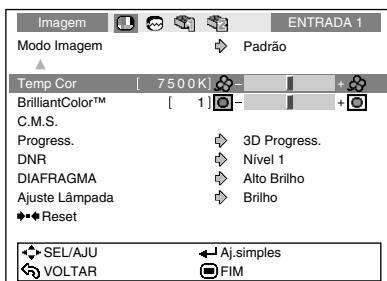 Imagem ENTRADA 1
Modo Imagem Padrão
Temp Cor [ 7500K] - +
BrilliantColor™ [ 1] - +
C.M.S.
Progress. 3D Progress.
DNR Nível 1
DIAFRAGMA Alto Brilho
Ajuste Lâmpada Brilho
Reset
SEL/AJU Aj.simples
VOLTAR FIM